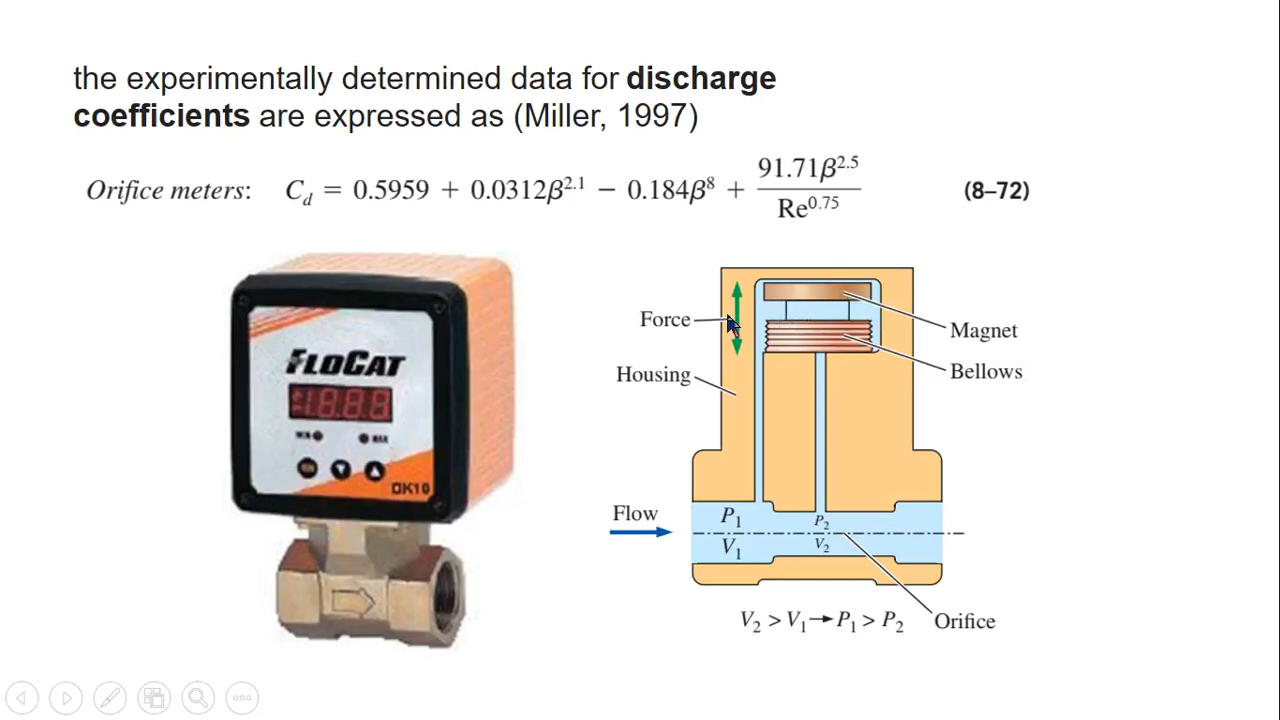 the experimentally determined data for discharge
coefficients are expressed as (Miller, 1997)
Orifice meters: C_d = 0.5959 + 0.0312β^2.1 − 0.184β^8 + 91.71β^2.5 / Re^0.75 (8–72)
FLOCAT
MIN MAX
DK10
Force
Housing
Magnet
Bellows
Flow
P₁
V₁
P₂
V₂
V₂ > V₁ → P₁ > P₂
Orifice